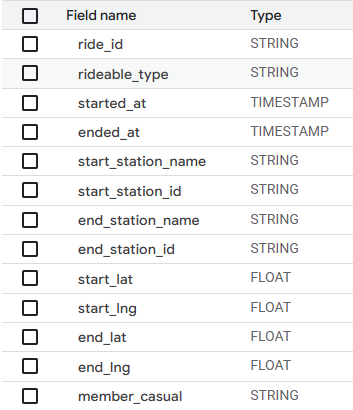 Field name Type
ride_id STRING
rideable_type STRING
started_at TIMESTAMP
ended_at TIMESTAMP
start_station_name STRING
start_station_id STRING
end_station_name STRING
end_station_id STRING
start_lat FLOAT
start_lng FLOAT
end_lat FLOAT
end_lng FLOAT
member_casual STRING